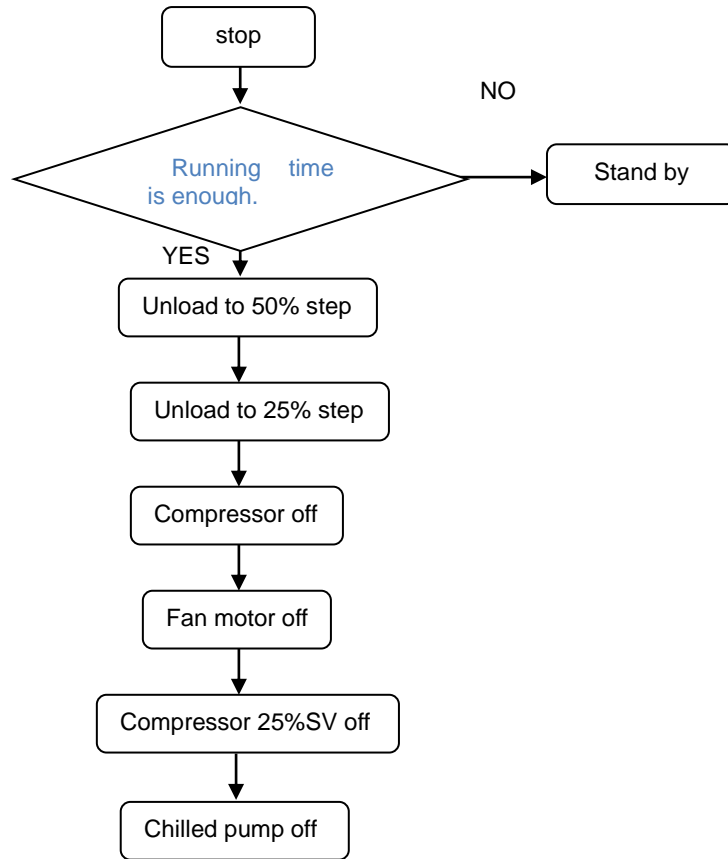 stop
NO
Running time
is enough.
Stand by
YES
Unload to 50% step
Unload to 25% step
Compressor off
Fan motor off
Compressor 25%SV off
Chilled pump off